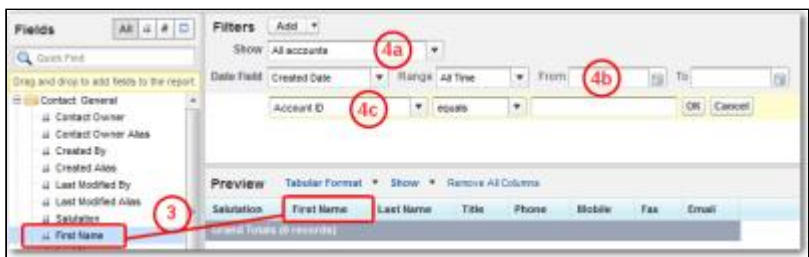 Fields All # Filters Add
Quick Find
Show All accounts 4a
Drag and drop to add fields to the report.
Date Field Created Date Range All Time From 4b To
Contact: General
Account ID 4c equals OK Cancel
Contact Owner
Contact Owner Alias
Created By
Created Alias
Last Modified By
Last Modified Alias
Salutation
First Name
3
Preview Tabular Format Show Remove All Columns
Salutation First Name Last Name Title Phone Mobile Fax Email
Grand Totals (0 records)